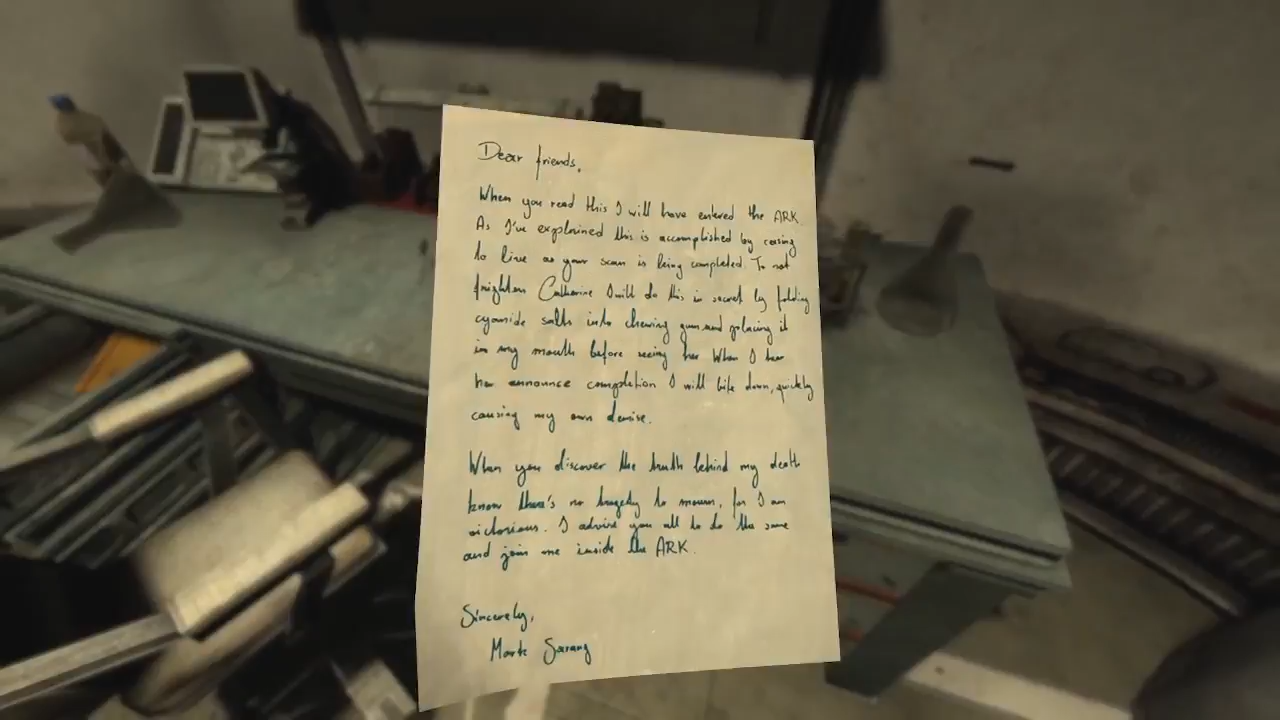 Dear friends,
When you read this I will have entered the ARK.
As I've explained this is accomplished by ceasing
to live as your scan is being completed. To not
frighten Catherine I will do this in secret by folding
cyanide salts into chewing gum and placing it
in my mouth before seeing her. When I hear
her announce completion I will bite down, quickly
causing my own demise.
When you discover the truth behind my death
know there's no tragedy to mourn, for I am
victorious. I advise you all to do the same
and join me inside the ARK.
Sincerely,
Mark Sarang